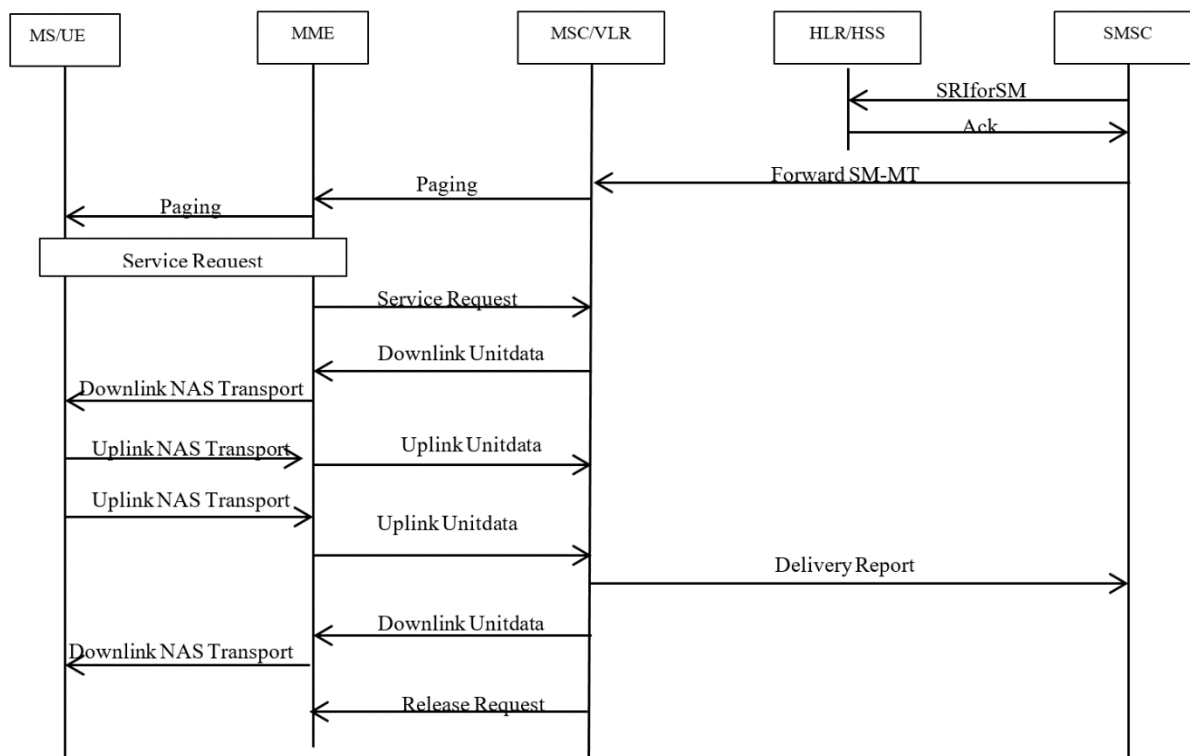 MS/UE
MME
MSC/VLR
HLR/HSS
SMSC
SRIforSM
Ack
Forward SM-MT
Paging
Paging
Service Request
Service Request
Downlink Unitdata
Downlink NAS Transport
Uplink NAS Transport
Uplink Unitdata
Uplink NAS Transport
Uplink Unitdata
Delivery Report
Downlink Unitdata
Downlink NAS Transport
Release Request